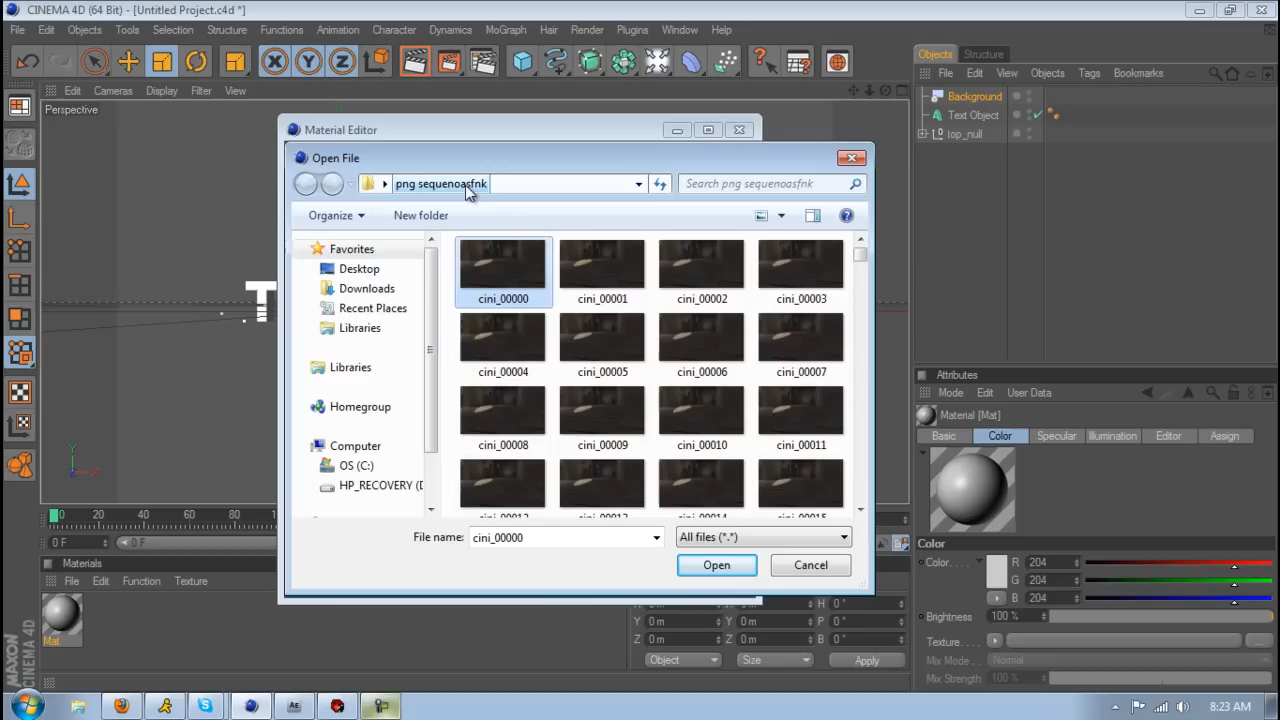 CINEMA 4D (64 Bit) - [Untitled Project.c4d *]
File Edit Objects Tools Selection Structure Functions Animation Character Dynamics MoGraph Hair Render Plugins Window Help
Objects Structure
File Edit View Objects Tags Bookmarks
Edit Cameras Display Filter View
Perspective
Background
Text Object
top_null
Material Editor
Open File
png sequenoasfnk
Search png sequenoasfnk
Organize New folder
Favorites
Desktop
Downloads
Recent Places
Libraries
Libraries
Homegroup
Computer
OS (C:)
HP_RECOVERY (D
cini_00000 cini_00001 cini_00002 cini_00003
cini_00004 cini_00005 cini_00006 cini_00007
cini_00008 cini_00009 cini_00010 cini_00011
cini_00012 cini_00013 cini_00014 cini_00015
File name: cini_00000 All files (*.*)
Open Cancel
T
0 20 40 60 80 100
0 F 0 F
Materials
File Edit Function Texture
Mat
H 0 °
Y 0 m Y 0 m P 0 °
Z 0 m Z 0 m B 0 °
Object Size Apply
Attributes
Mode Edit User Data
Material [Mat]
Basic Color Specular Illumination Editor Assign
Color
Color. . . . R 204
G 204
B 204
Brightness 100 %
Texture. . . . .
Mix Mode . . Normal
Mix Strength 100 %
MAXON CINEMA 4D
8:23 AM